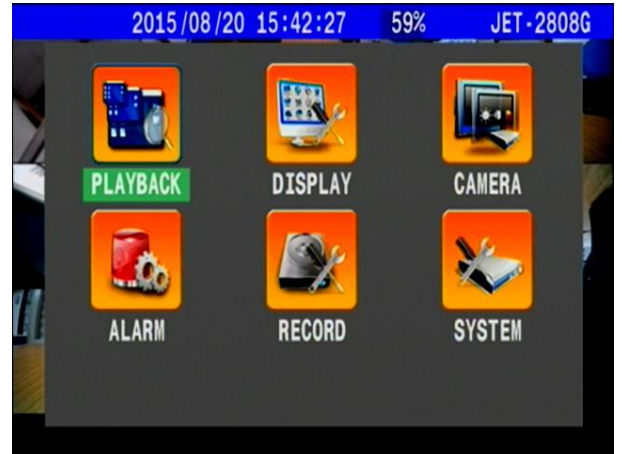 2015/08/20 15:42:27 59% JET-2808G
PLAYBACK DISPLAY CAMERA
ALARM RECORD SYSTEM